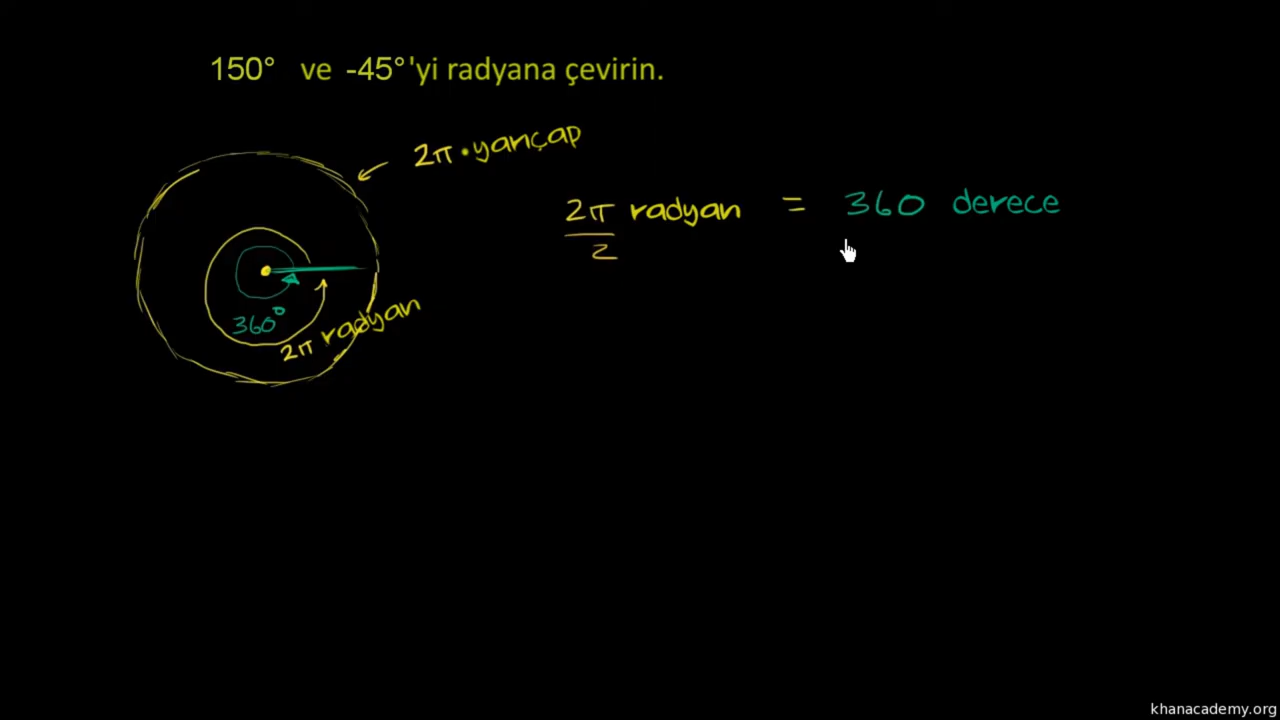 150° ve -45°'yi radyana çevirin.
2π • yarıçap
2π radyan = 360 derece
2
360°
2π radyan
khanacademy.org